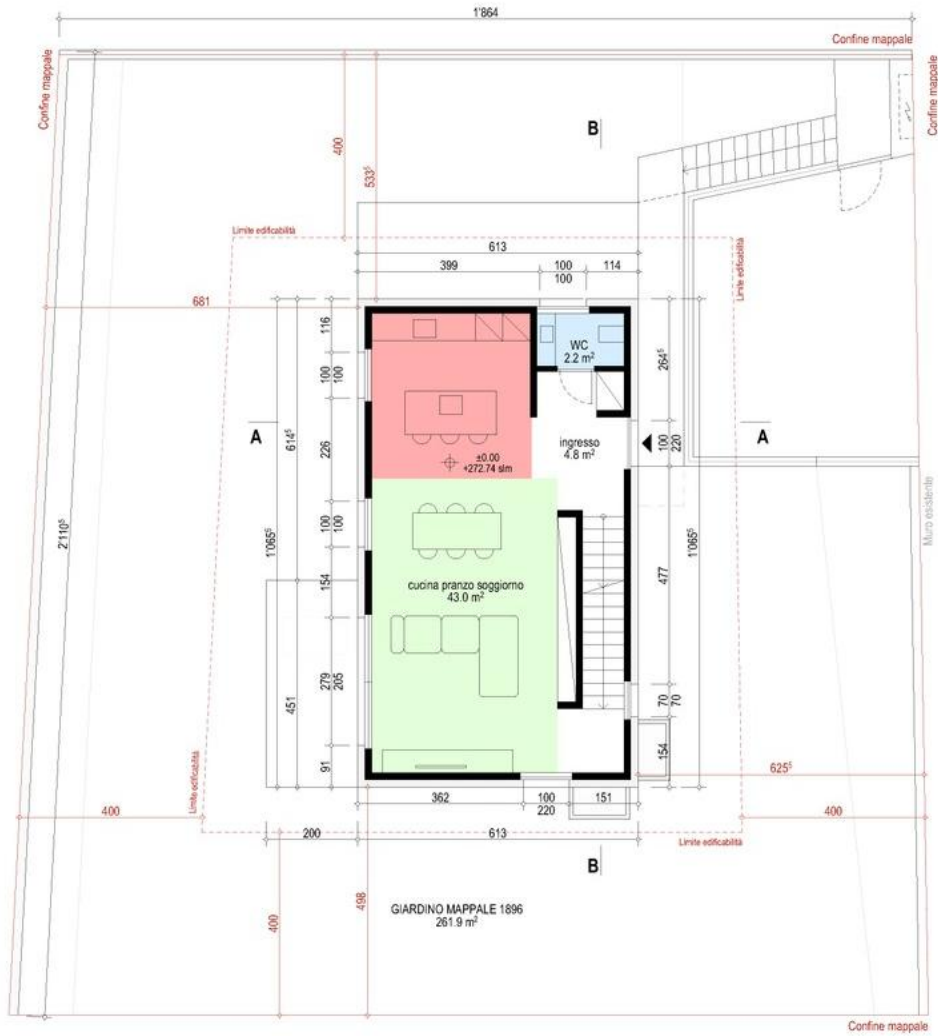 1'864
Confine mappale
Confine mappale
Confine mappale
400
533⁵
B
Limite edificabilità
613
399
100
100
114
Limite edificabilità
681
116
WC
2.2 m²
264⁵
100
100
A
614⁵
226
ingresso
4.8 m²
100
220
A
±0.00
+272.74 slm
Muro esistente
2'110⁵
1'065⁵
100
100
477
1'065⁵
154
cucina pranzo soggiorno
43.0 m²
279
205
451
70
70
91
154
625⁵
Limite edificabilità
362
100
220
151
400
400
200
613
Limite edificabilità
B
498
400
GIARDINO MAPPALE 1896
261.9 m²
Confine mappale